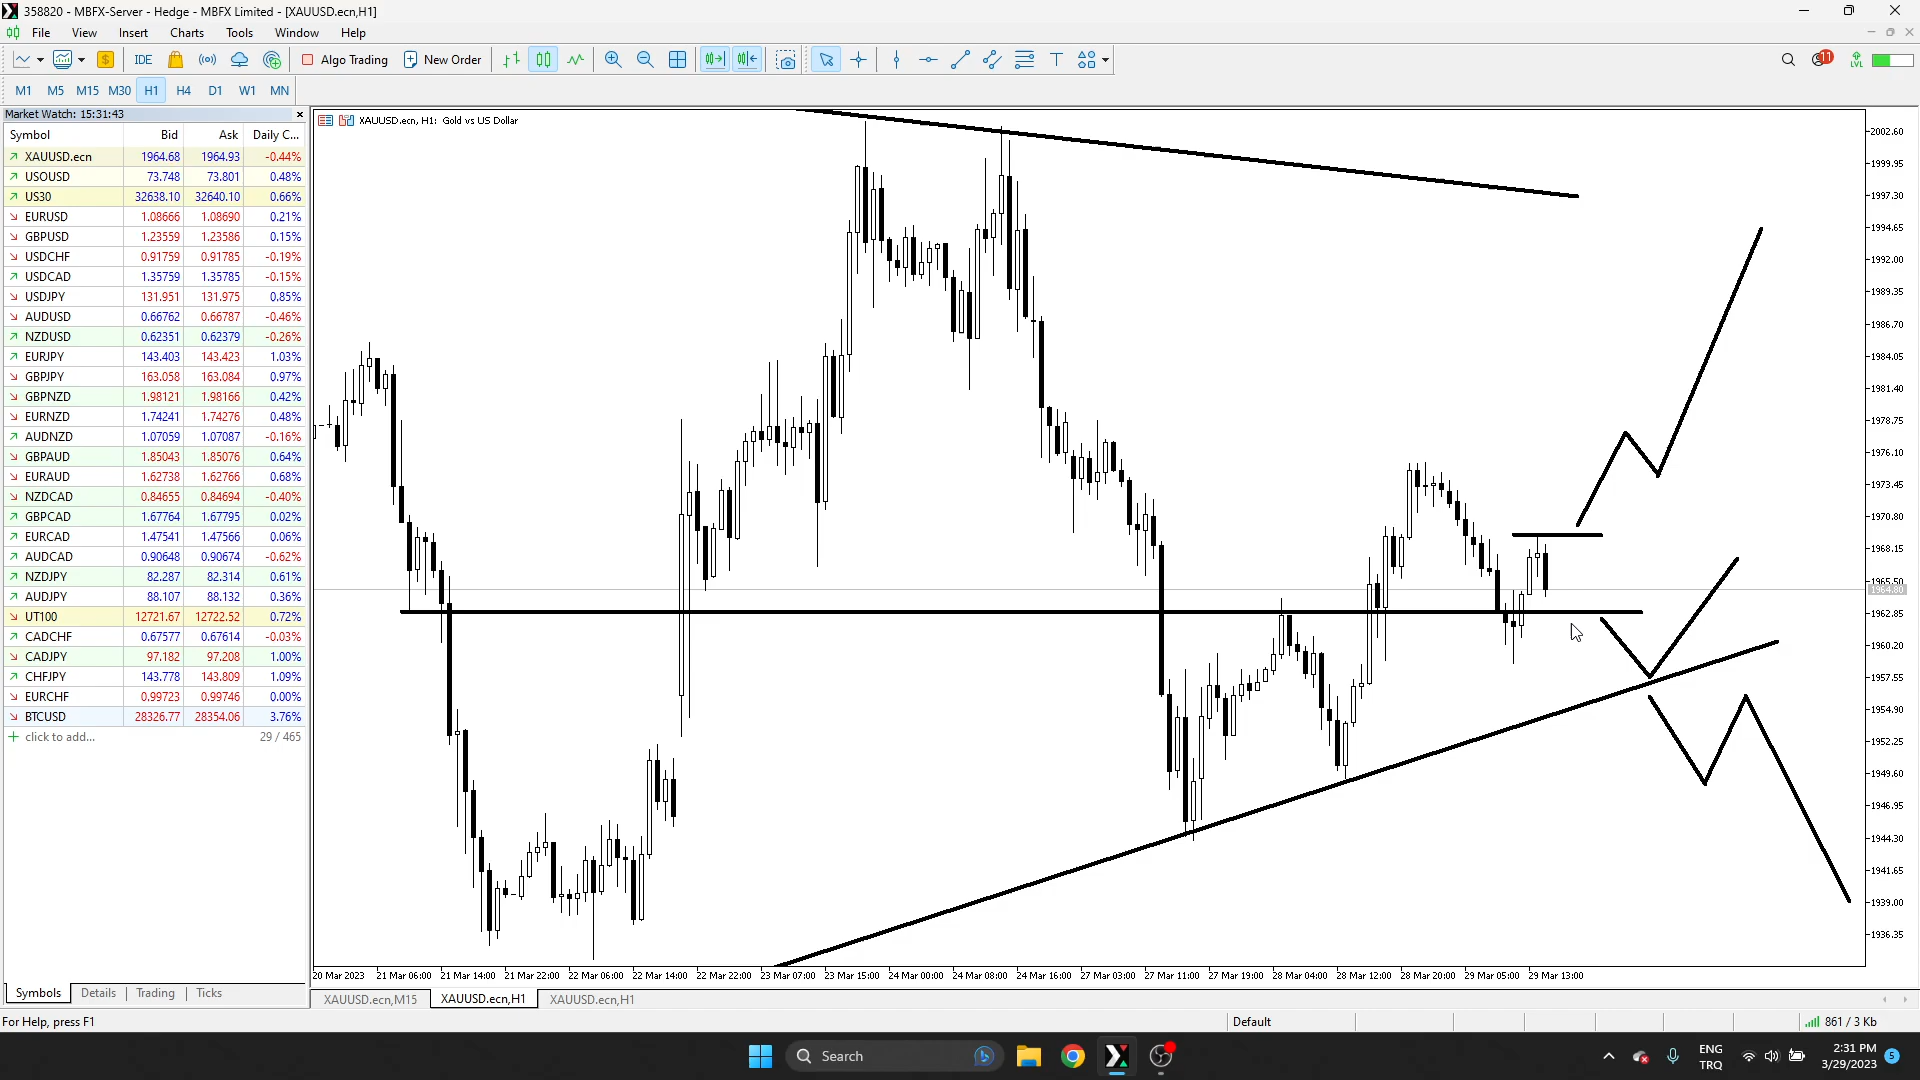 358820 - MBFX-Server - Hedge - MBFX Limited - [XAUUSD.ecn,H1]
File View Insert Charts Tools Window Help
IDE Algo Trading New Order 11 LVL
M1 M5 M15 M30 H1 H4 D1 W1 MN
Market Watch: 15:31:43
Symbol Bid Ask Daily C...
XAUUSD.ecn 1964.68 1964.93 -0.44%
USOUSD 73.748 73.801 0.48%
US30 32638.10 32640.10 0.66%
EURUSD 1.08666 1.08690 0.21%
GBPUSD 1.23559 1.23586 0.15%
USDCHF 0.91759 0.91785 -0.19%
USDCAD 1.35759 1.35785 -0.15%
USDJPY 131.951 131.975 0.85%
AUDUSD 0.66762 0.66787 -0.46%
NZDUSD 0.62351 0.62379 -0.26%
EURJPY 143.403 143.423 1.03%
GBPJPY 163.058 163.084 0.97%
GBPNZD 1.98121 1.98166 0.42%
EURNZD 1.74241 1.74276 0.48%
AUDNZD 1.07059 1.07087 -0.16%
GBPAUD 1.85043 1.85076 0.64%
EURAUD 1.62738 1.62766 0.68%
NZDCAD 0.84655 0.84694 -0.40%
GBPCAD 1.67764 1.67795 0.02%
EURCAD 1.47541 1.47566 0.06%
AUDCAD 0.90648 0.90674 -0.62%
NZDJPY 82.287 82.314 0.61%
AUDJPY 88.107 88.132 0.36%
UT100 12721.67 12722.52 0.72%
CADCHF 0.67577 0.67614 -0.03%
CADJPY 97.182 97.208 1.00%
CHFJPY 143.778 143.809 1.09%
EURCHF 0.99723 0.99746 0.00%
BTCUSD 28326.77 28354.06 3.76%
click to add... 29 / 465
Symbols Details Trading Ticks
XAUUSD.ecn, H1: Gold vs US Dollar
2002.60
1999.95
1997.30
1994.65
1992.00
1989.35
1986.70
1984.05
1981.40
1978.75
1976.10
1973.45
1970.80
1968.15
1965.50
1964.80
1962.85
1960.20
1957.55
1954.90
1952.25
1949.60
1946.95
1944.30
1941.65
1939.00
1936.35
20 Mar 2023 21 Mar 06:00 21 Mar 14:00 21 Mar 22:00 22 Mar 06:00 22 Mar 14:00 22 Mar 22:00 23 Mar 07:00 23 Mar 15:00 24 Mar 00:00 24 Mar 08:00 24 Mar 16:00 27 Mar 03:00 27 Mar 11:00 27 Mar 19:00 28 Mar 04:00 28 Mar 12:00 28 Mar 20:00 29 Mar 05:00 29 Mar 13:00
XAUUSD.ecn,M15 XAUUSD.ecn,H1 XAUUSD.ecn,H1
For Help, press F1 Default 861 / 3 Kb
Search
ENG
TRQ
2:31 PM
3/29/2023
5